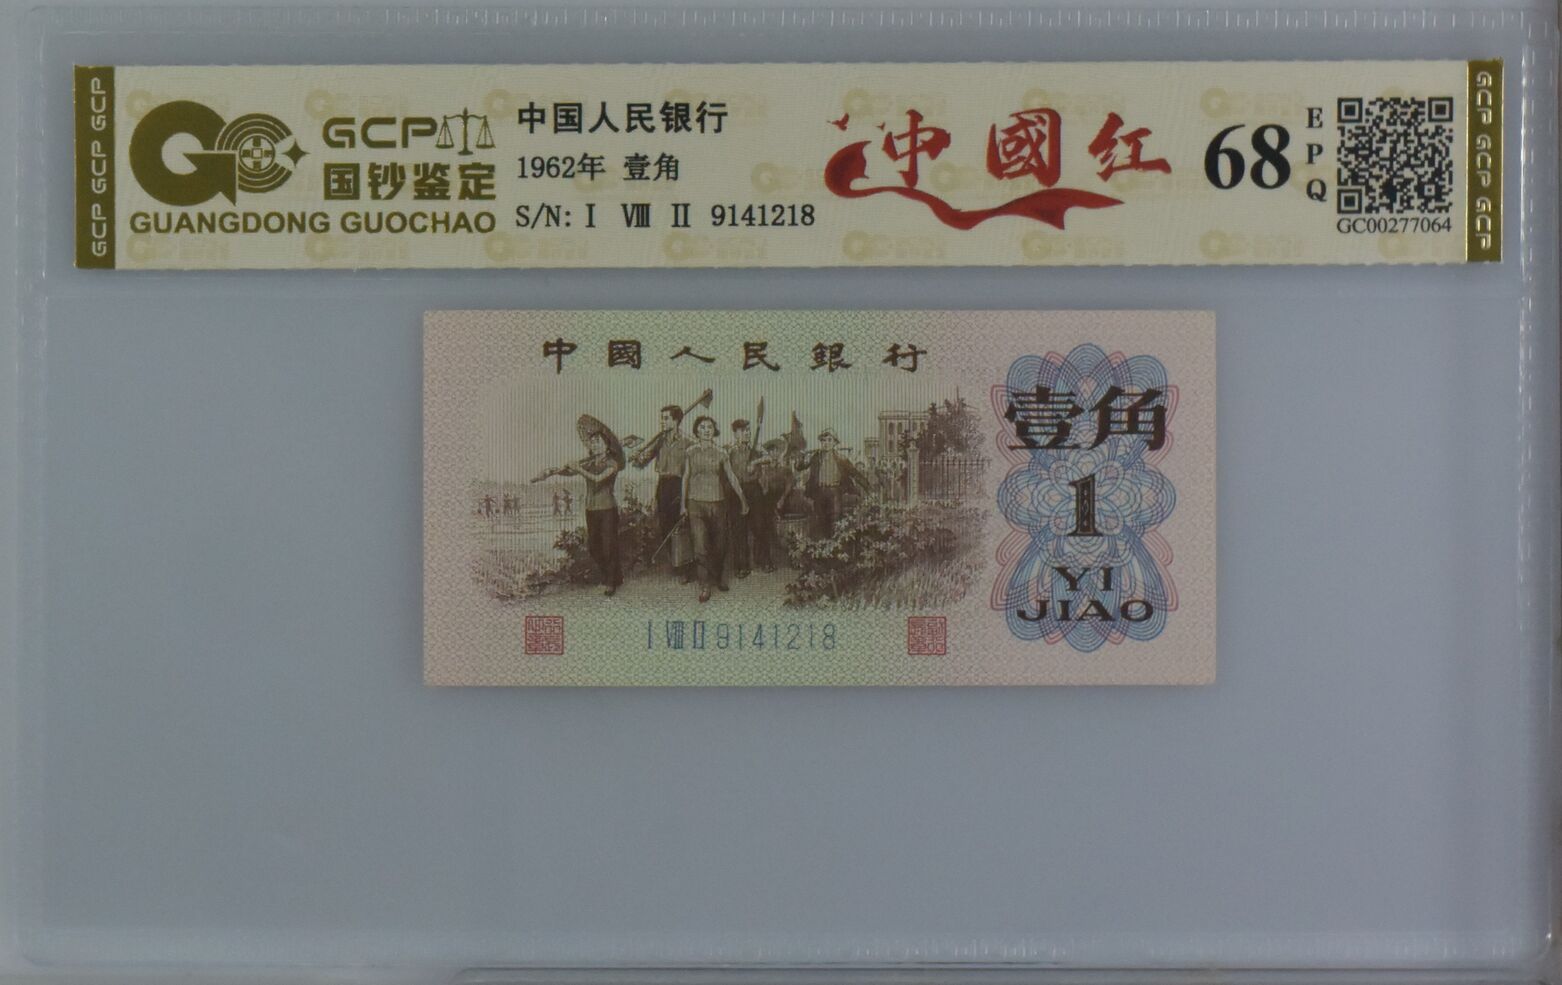 GCP GCP GCP
GCP
国钞鉴定
GUANGDONG GUOCHAO
中国人民银行
1962年 壹角
S/N: I Ⅷ Ⅱ 9141218
中國红
68
EPQ
GC00277064
GCP GCP GCP
中國人民銀行
壹角
1
YI
JIAO
I Ⅷ Ⅱ 9141218